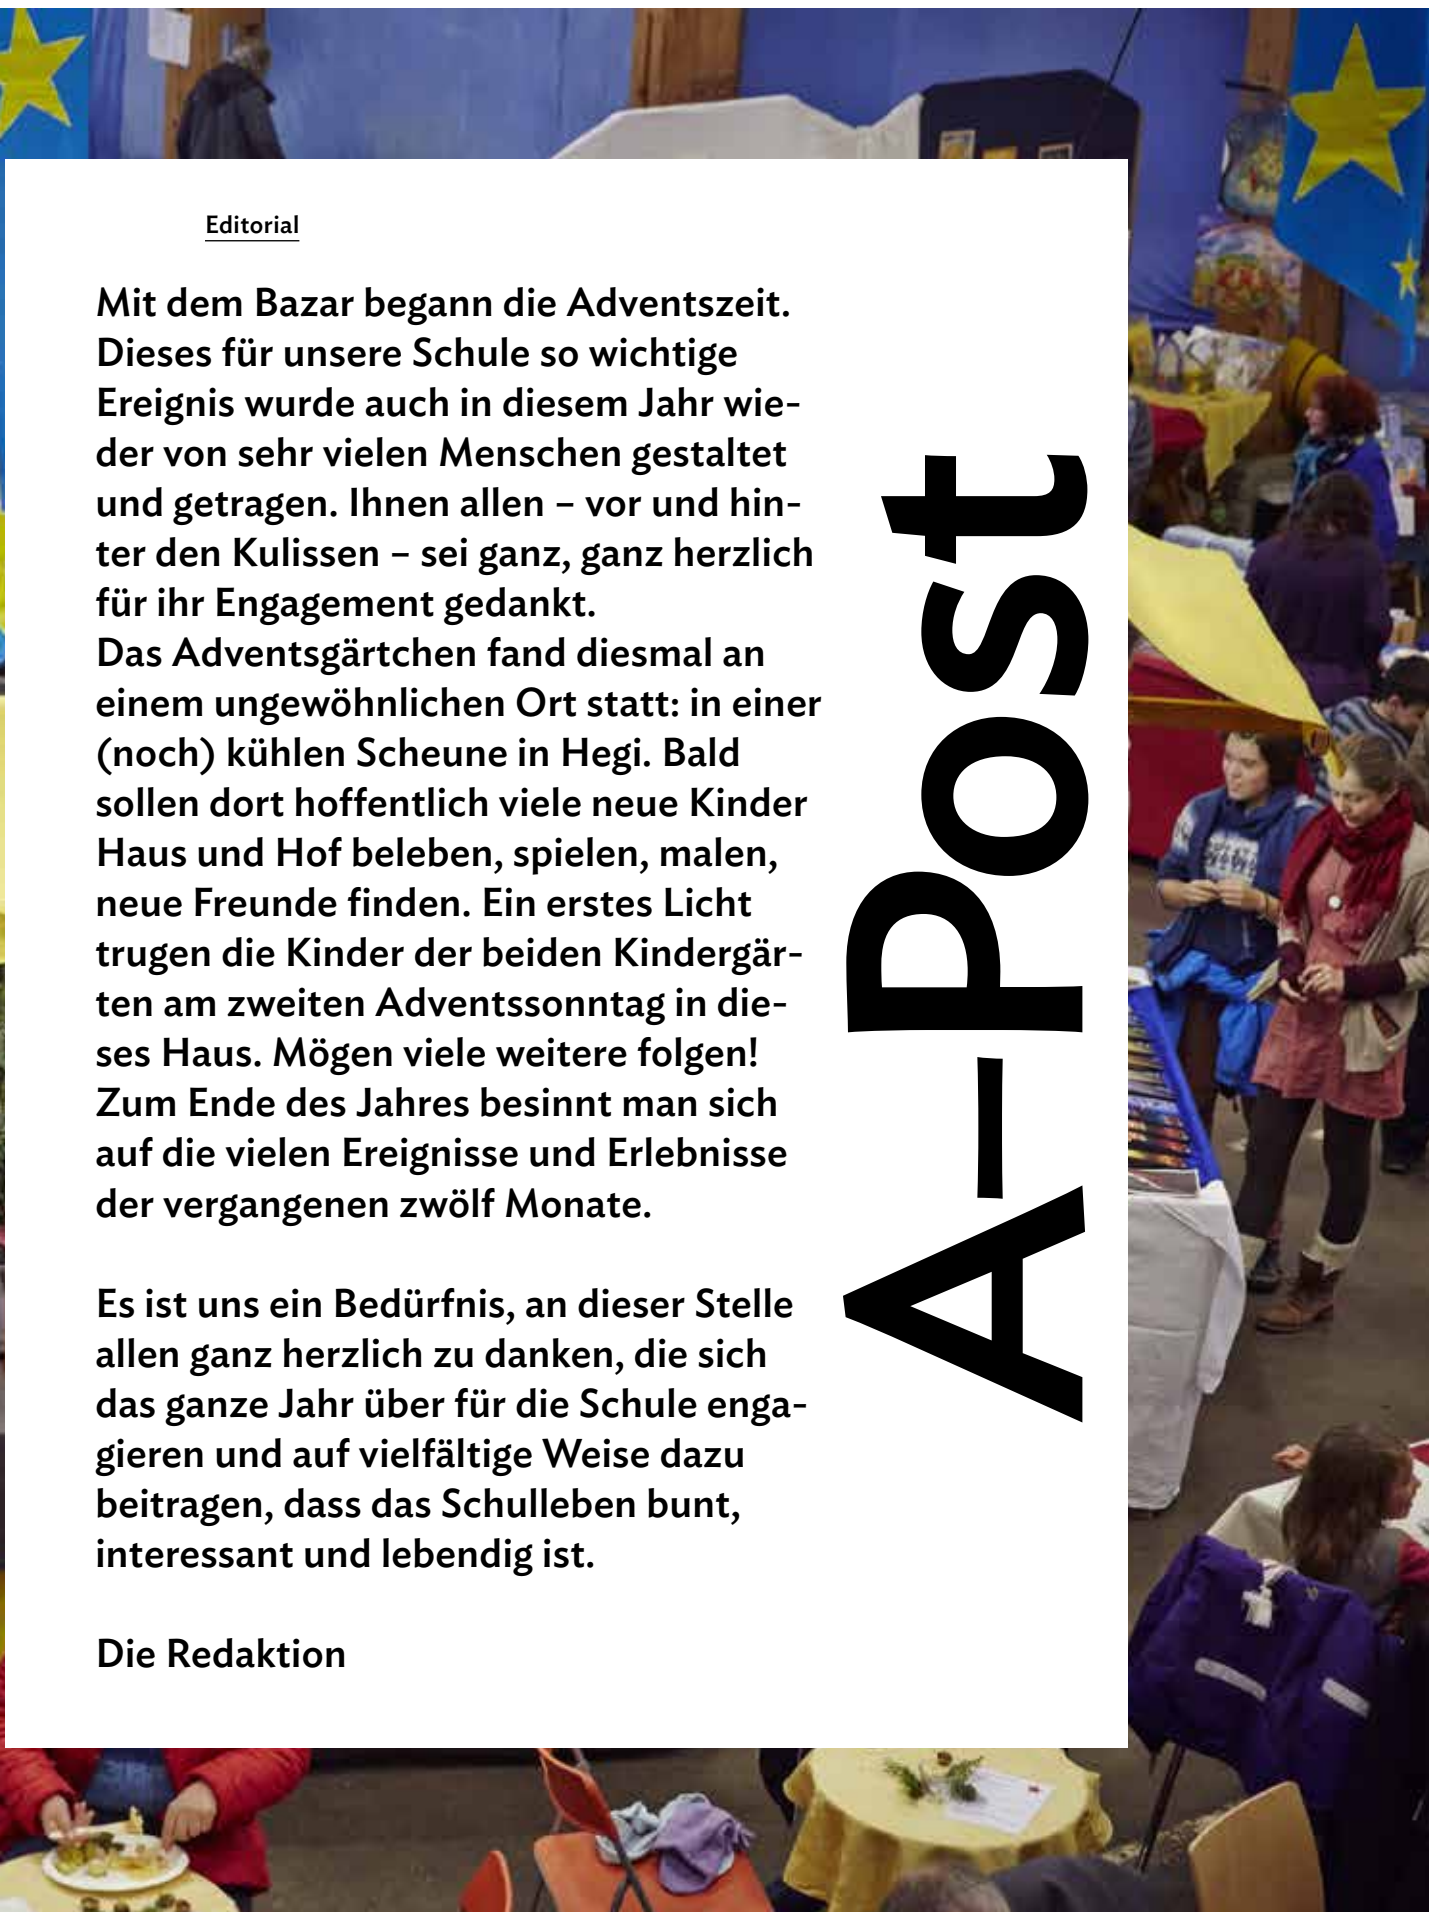 Editorial
Mit dem Bazar begann die Adventszeit.
Dieses für unsere Schule so wichtige
Ereignis wurde auch in diesem Jahr wie-
der von sehr vielen Menschen gestaltet
und getragen. Ihnen allen – vor und hin-
ter den Kulissen – sei ganz, ganz herzlich
für ihr Engagement gedankt.
Das Adventsgärtchen fand diesmal an
einem ungewöhnlichen Ort statt: in einer
(noch) kühlen Scheune in Hegi. Bald
sollen dort hoffentlich viele neue Kinder
Haus und Hof beleben, spielen, malen,
neue Freunde finden. Ein erstes Licht
trugen die Kinder der beiden Kindergär-
ten am zweiten Adventssonntag in die-
ses Haus. Mögen viele weitere folgen!
Zum Ende des Jahres besinnt man sich
auf die vielen Ereignisse und Erlebnisse
der vergangenen zwölf Monate.
Es ist uns ein Bedürfnis, an dieser Stelle
allen ganz herzlich zu danken, die sich
das ganze Jahr über für die Schule enga-
gieren und auf vielfältige Weise dazu
beitragen, dass das Schulleben bunt,
interessant und lebendig ist.
Die Redaktion
A–Post